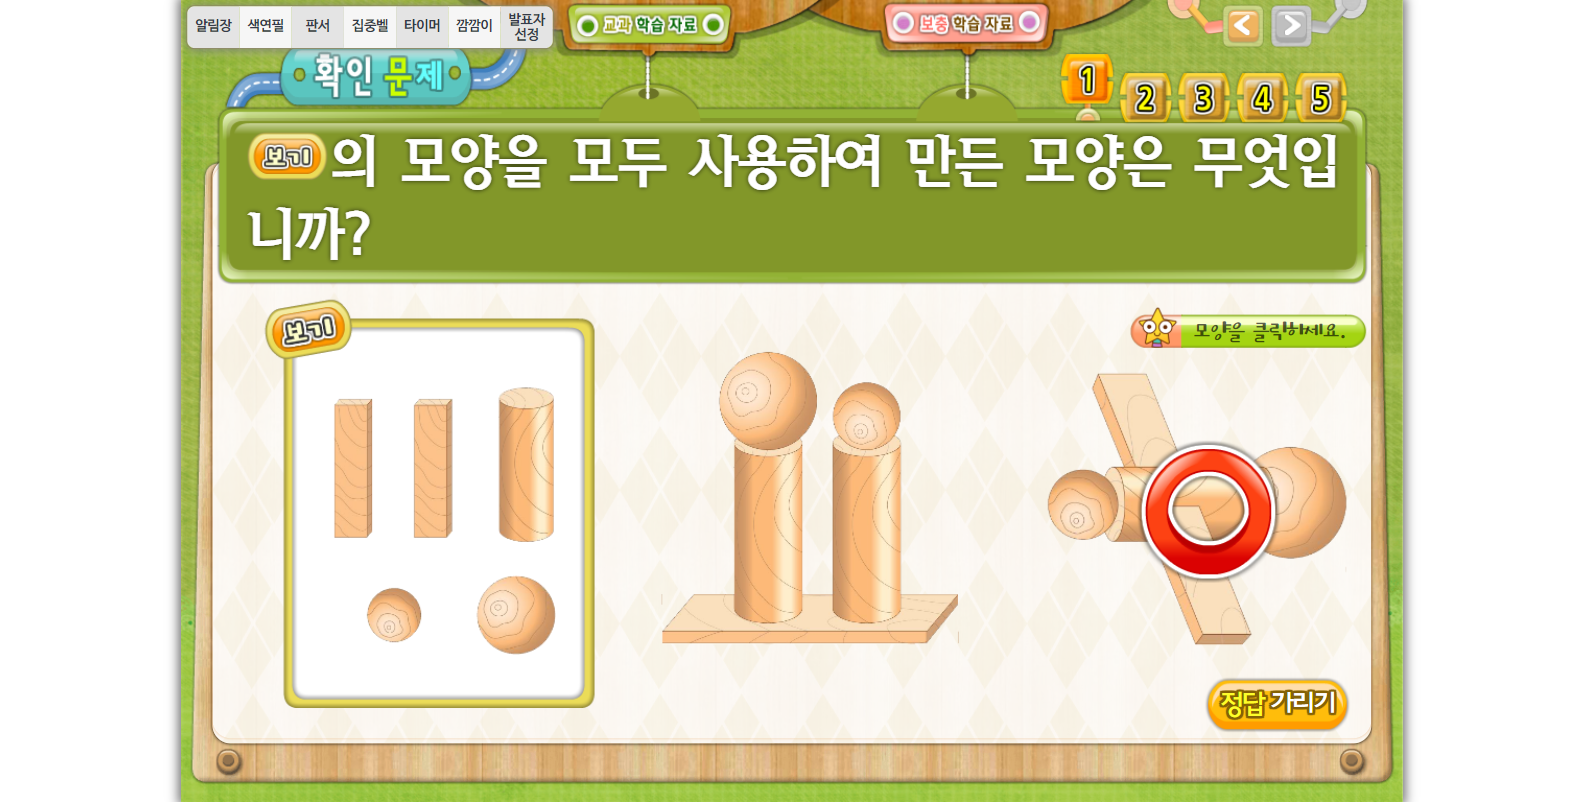 알림장 색연필 판서 집중벨 타이머 깜깜이 발표자 선정
교과 학습 자료 보충 학습 자료
확인 문제
1 2 3 4 5
보기의 모양을 모두 사용하여 만든 모양은 무엇입
니까?
보기
모양을 클릭하세요.
정답 가리기